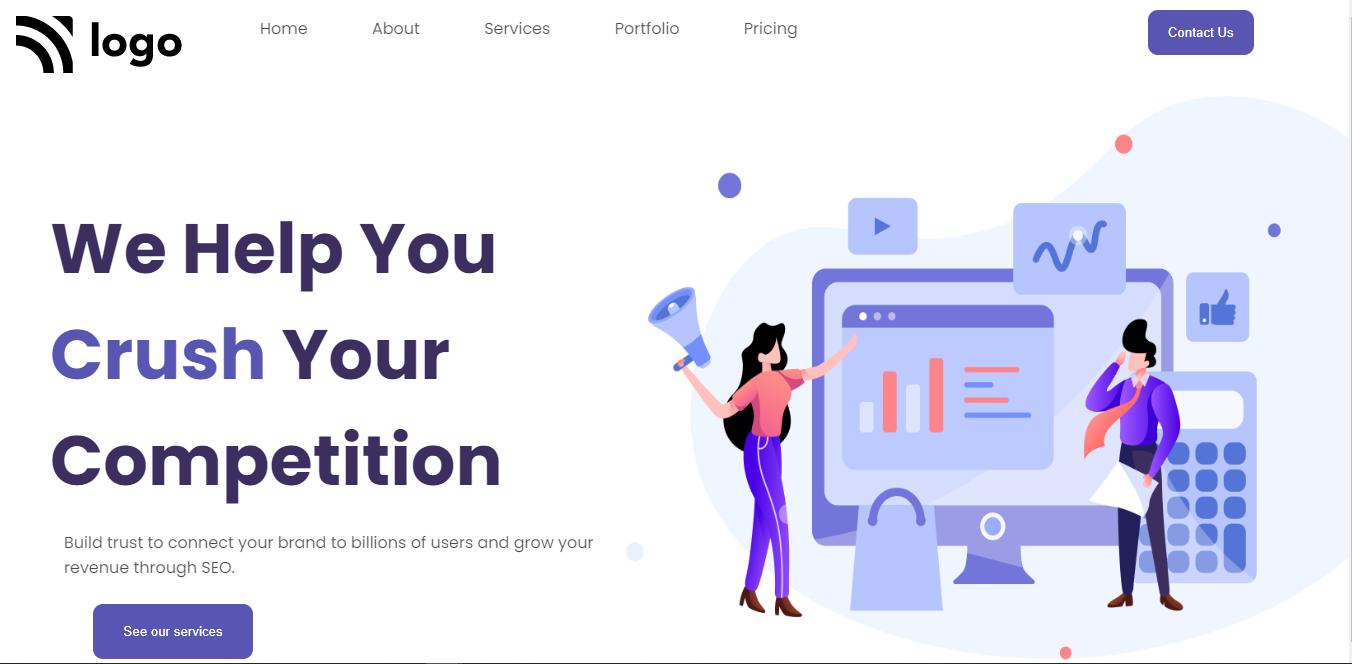 logo
Home
About
Services
Portfolio
Pricing
Contact Us
We Help You
Crush Your
Competition
Build trust to connect your brand to billions of users and grow your
revenue through SEO.
See our services